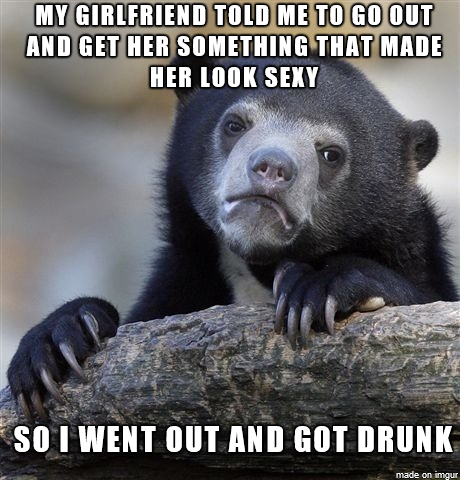 MY GIRLFRIEND TOLD ME TO GO OUT
AND GET HER SOMETHING THAT MADE
HER LOOK SEXY
SO I WENT OUT AND GOT DRUNK
made on imgur